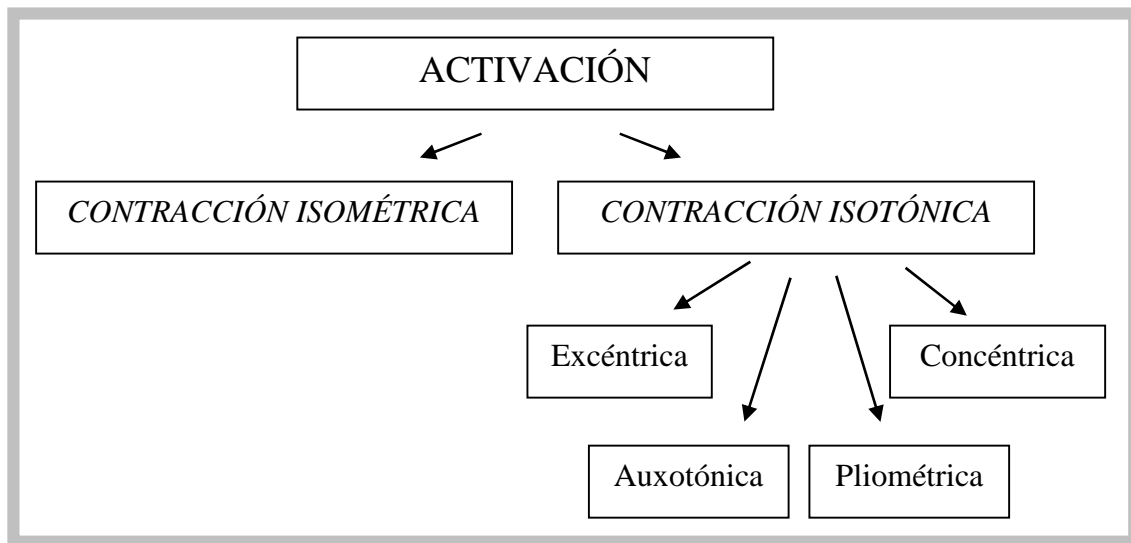 ACTIVACIÓN
CONTRACCIÓN ISOMÉTRICA
CONTRACCIÓN ISOTÓNICA
Excéntrica
Concéntrica
Auxotónica
Pliométrica